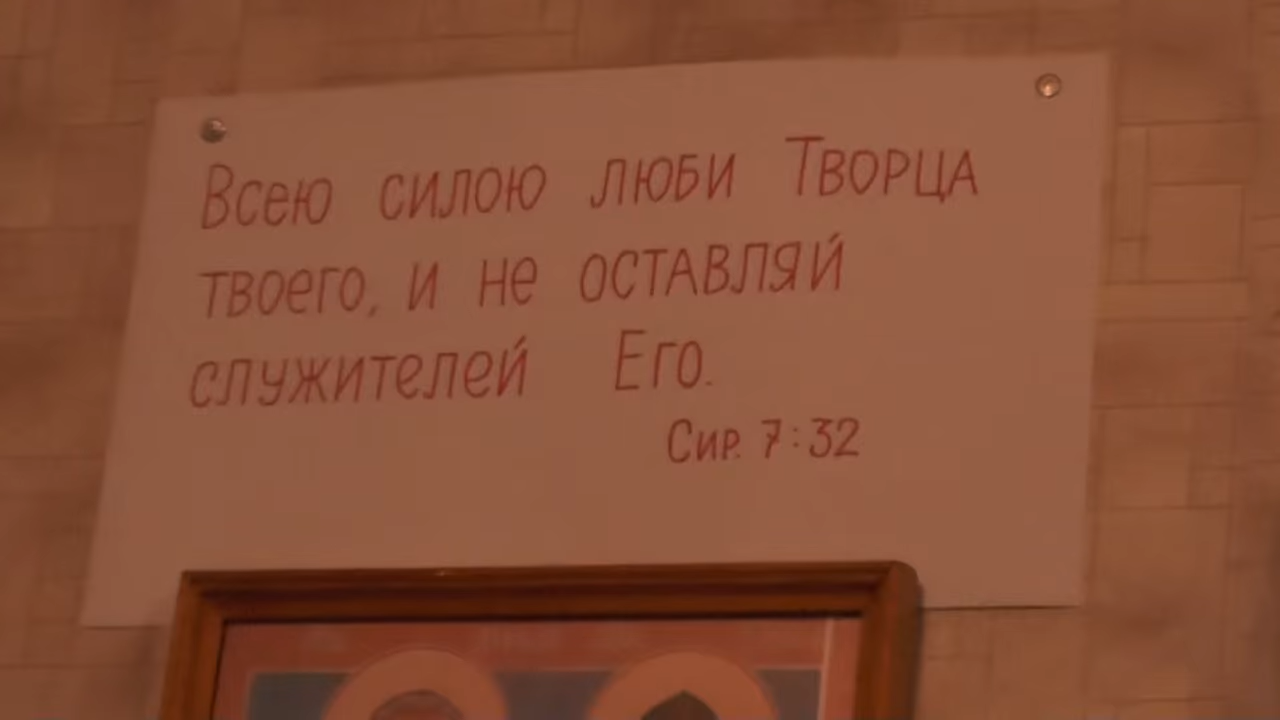 Всею силою люби Творца
твоего, и не оставляй
служителей Его.
Сир. 7:32